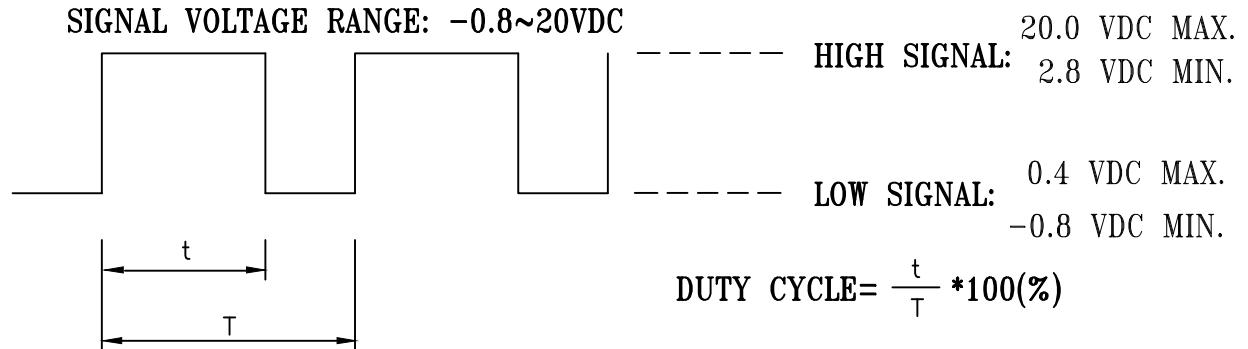 SIGNAL VOLTAGE RANGE: -0.8~20VDC
HIGH SIGNAL: 20.0 VDC MAX.
2.8 VDC MIN.
LOW SIGNAL: 0.4 VDC MAX.
-0.8 VDC MIN.
t
T
DUTY CYCLE= t/T *100(%)